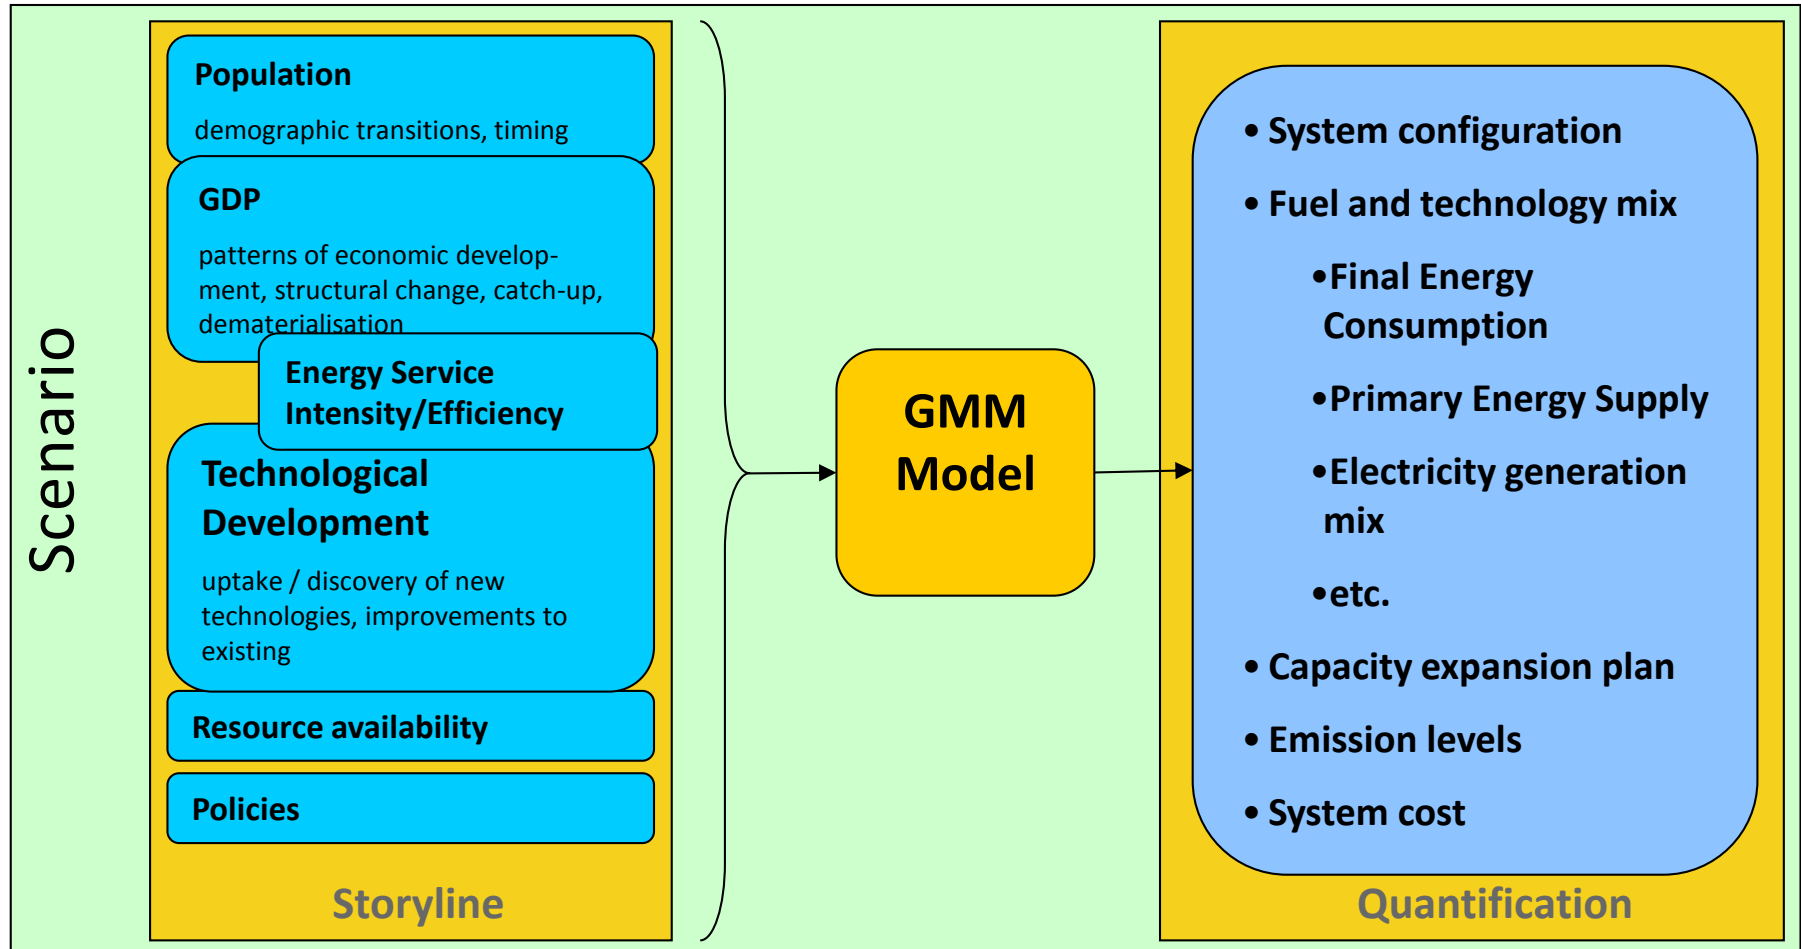 Scenario
Population
demographic transitions, timing
GDP
patterns of economic develop-
ment, structural change, catch-up,
dematerialisation
Energy Service
Intensity/Efficiency
Technological
Development
uptake / discovery of new
technologies, improvements to
existing
Resource availability
Policies
Storyline
GMM
Model
• System configuration
• Fuel and technology mix
•Final Energy
Consumption
•Primary Energy Supply
•Electricity generation
mix
•etc.
• Capacity expansion plan
• Emission levels
• System cost
Quantification